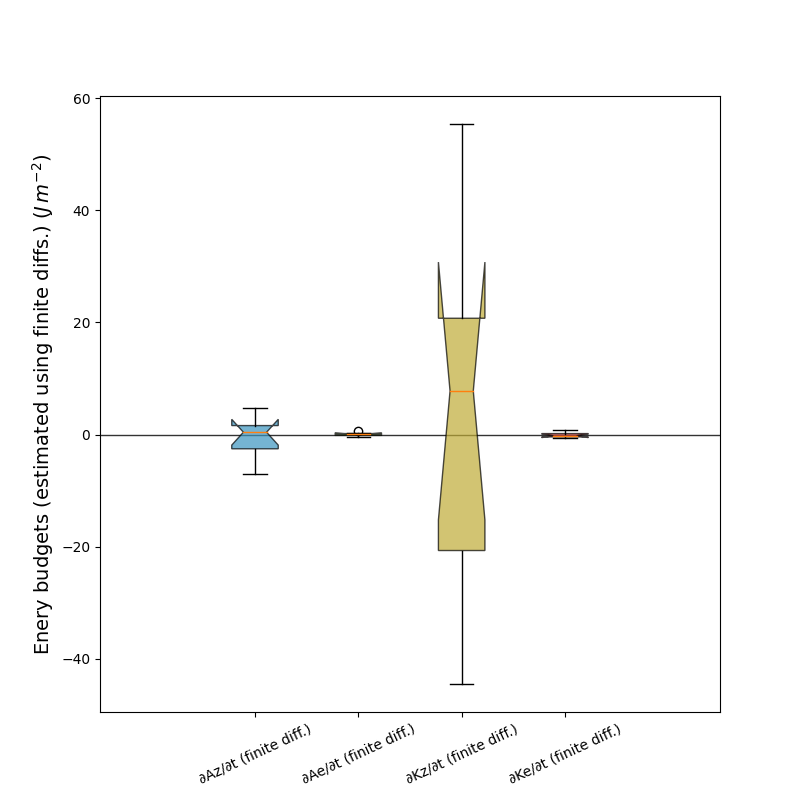 Enery budgets (estimated using finite diffs.) (J m⁻²)
60
40
20
0
−20
−40
∂Az/∂t (finite diff.)
∂Ae/∂t (finite diff.)
∂Kz/∂t (finite diff.)
∂Ke/∂t (finite diff.)